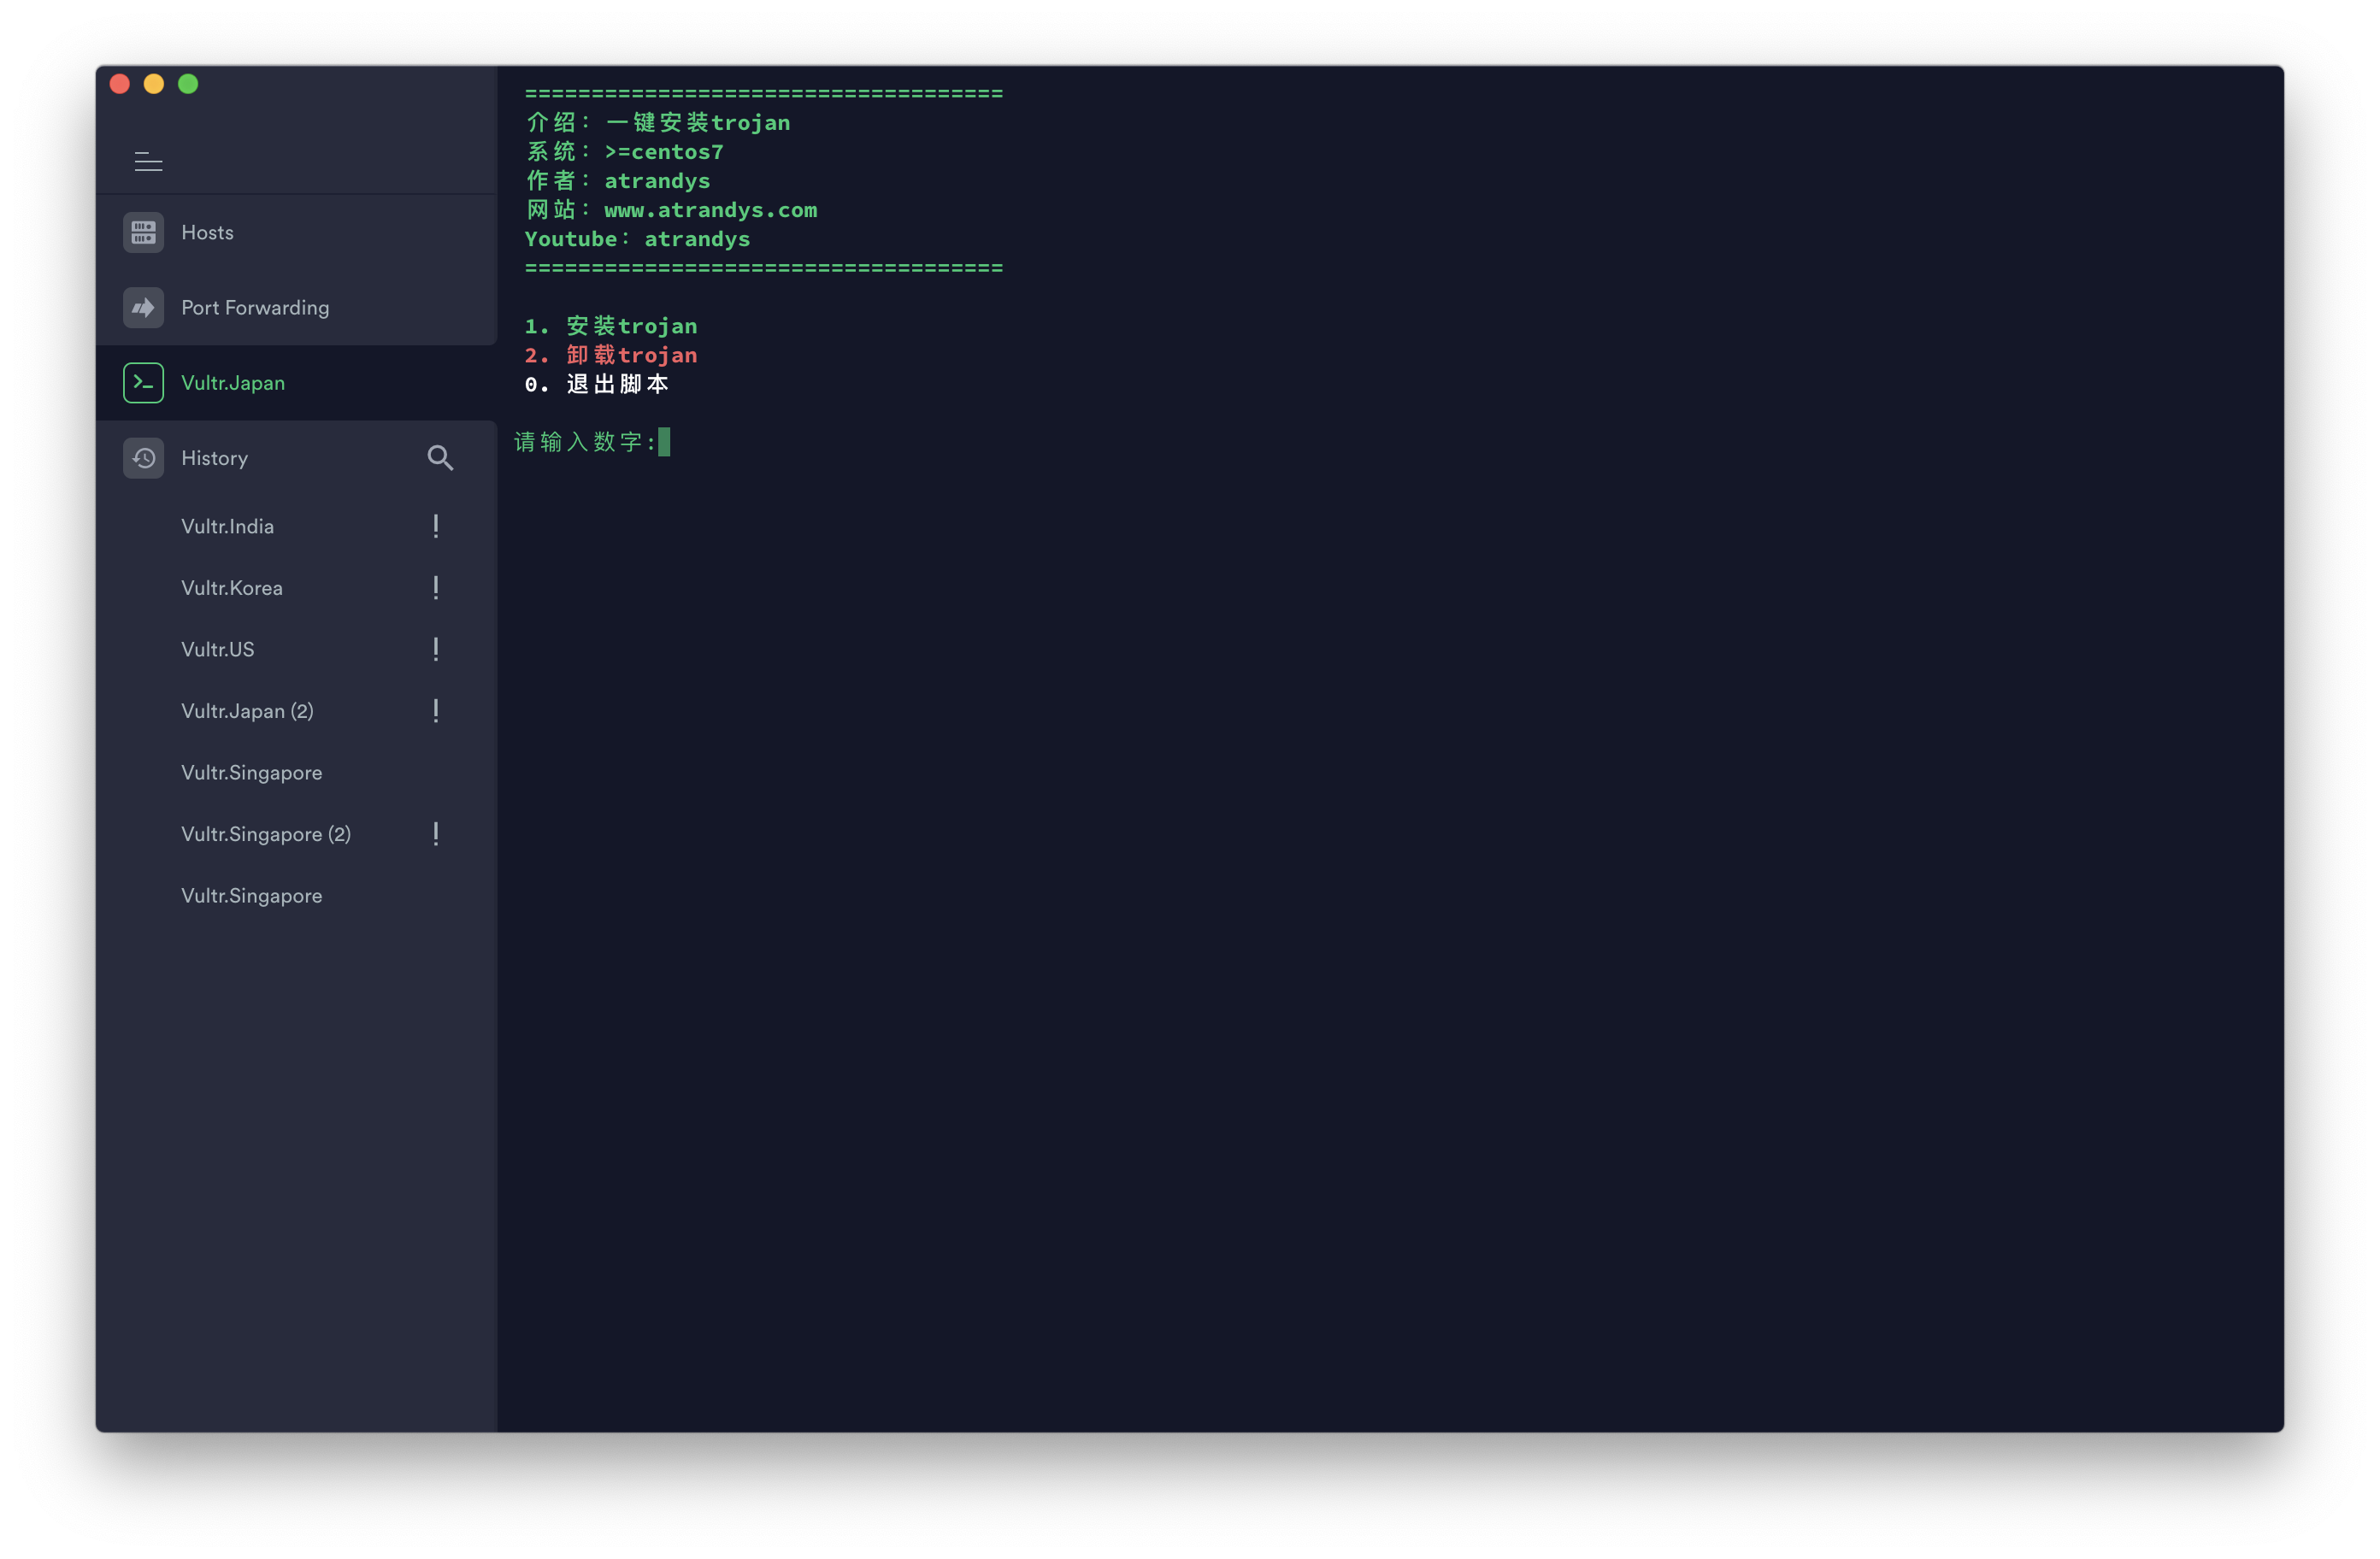 Hosts
Port Forwarding
Vultr.Japan
History
Vultr.India
!
Vultr.Korea
!
Vultr.US
!
Vultr.Japan (2)
!
Vultr.Singapore
Vultr.Singapore (2)
!
Vultr.Singapore
====================================
介绍：一键安装trojan
系统：>=centos7
作者：atrandys
网站：www.atrandys.com
Youtube：atrandys
====================================
1. 安装trojan
2. 卸载trojan
0. 退出脚本
请输入数字: